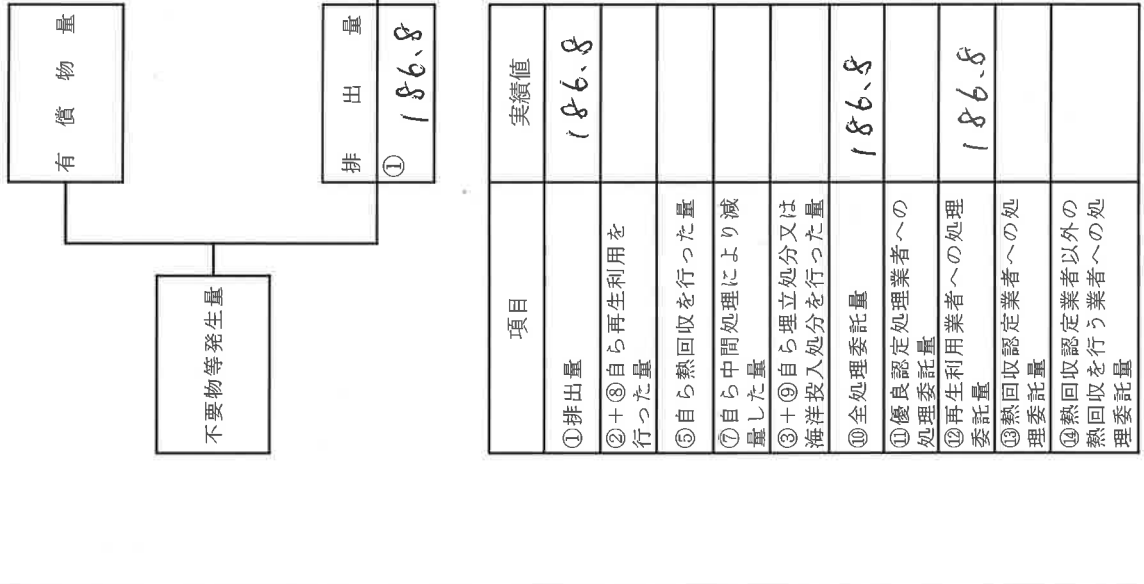 有償物量
不要物等発生量
排出量
① 186.8
項目 実績値
①排出量 186.8
②+⑧自ら再生利用を
行った量
⑤自ら熱回収を行った量
⑦自ら中間処理により減
量した量
③+⑨自ら埋立処分又は
海洋投入処分を行った量
⑩全処理委託量 186.8
⑪優良認定処理業者への
処理委託量
⑫再生利用業者への処理
委託量 186.8
⑬熱回収認定業者への処
理委託量
⑭熱回収認定業者以外の
熱回収を行う業者への処
理委託量